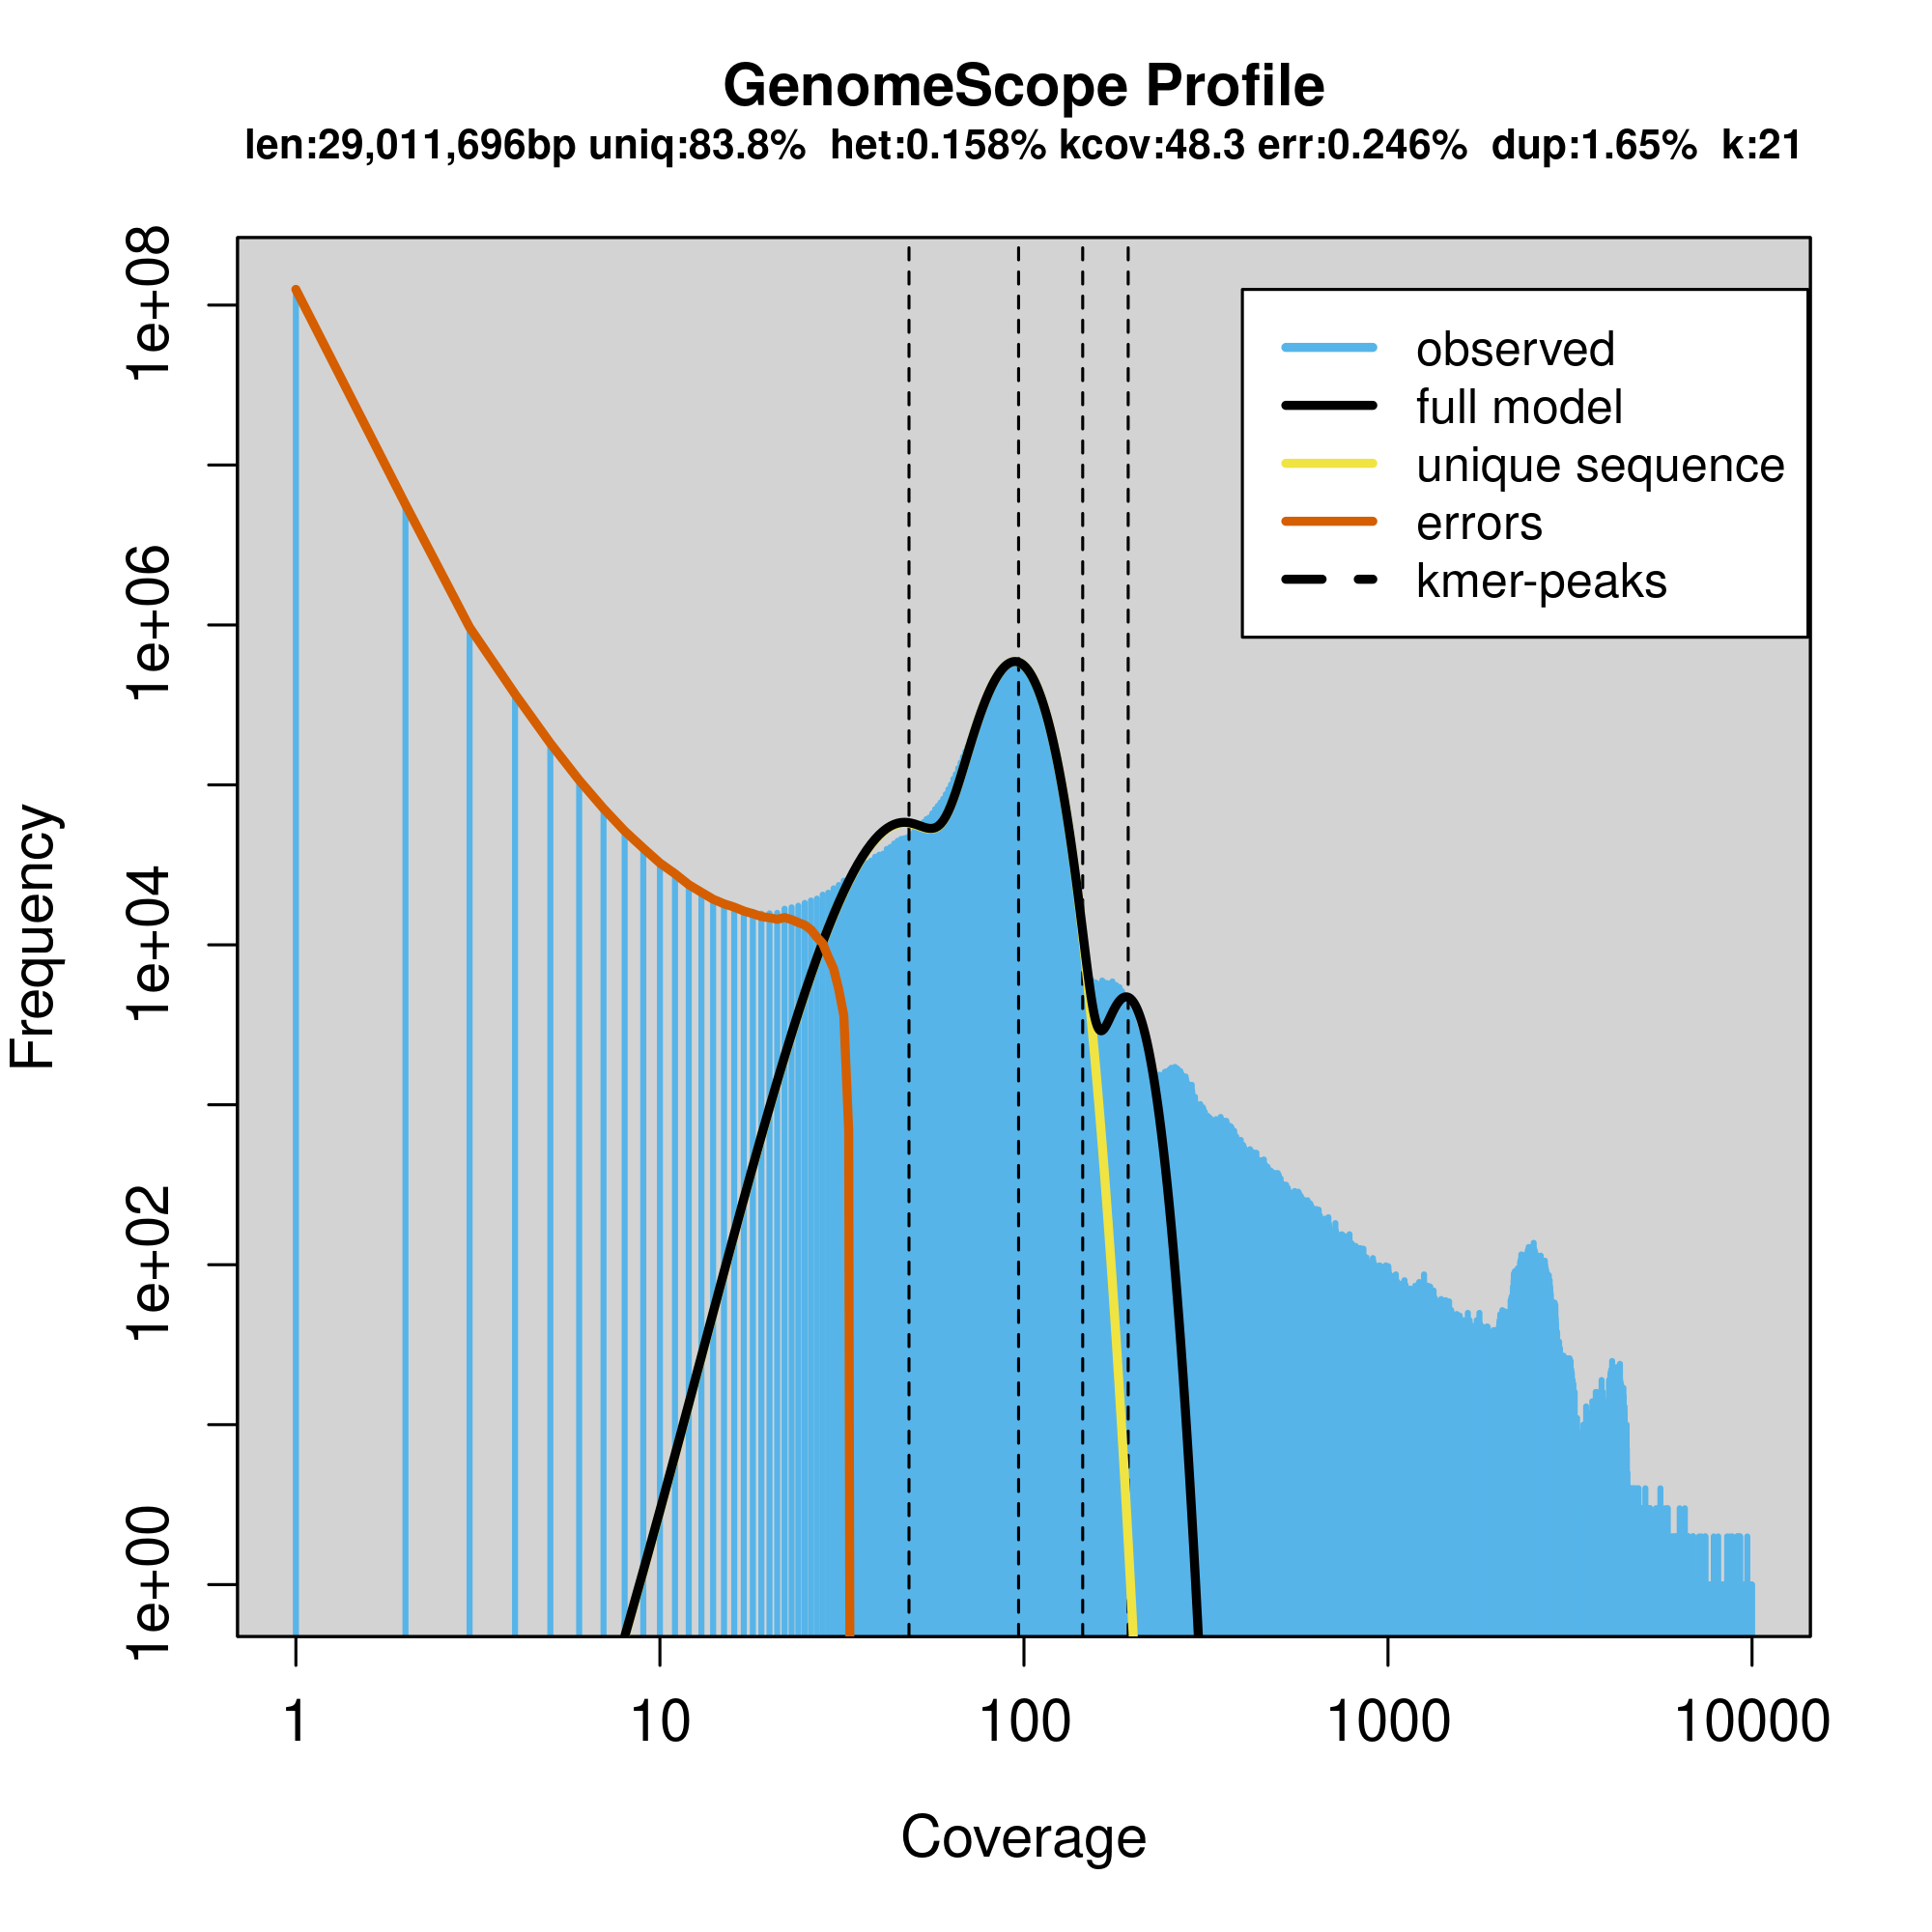 GenomeScope Profile
len:29,011,696bp uniq:83.8% het:0.158% kcov:48.3 err:0.246% dup:1.65% k:21
1e+08
1e+06
1e+04
1e+02
1e+00
Frequency
observed
full model
unique sequence
errors
kmer-peaks
1 10 100 1000 10000
Coverage